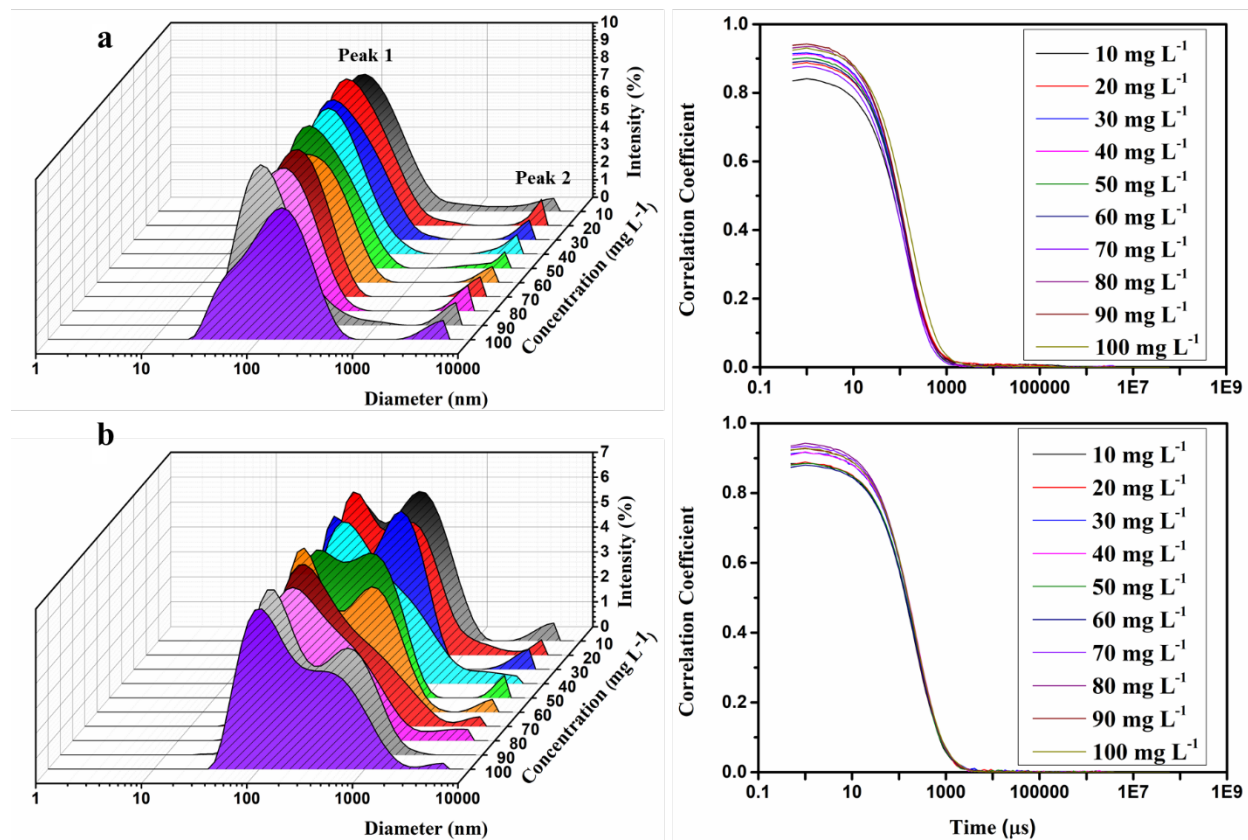 a
Peak 1
Peak 2
10
9
8
7
6
5
4
3
2
1
0
Intensity (%)
10
20
30
40
50
60
70
80
90
100
Concentration (mg L -1)
1
10
100
1000
10000
Diameter (nm)
1.0
0.8
0.6
0.4
0.2
0.0
Correlation Coefficient
10 mg L-1
20 mg L-1
30 mg L-1
40 mg L-1
50 mg L-1
60 mg L-1
70 mg L-1
80 mg L-1
90 mg L-1
100 mg L-1
0.1
10
1000
100000
1E7
1E9
b
7
6
5
4
3
2
1
0
Intensity (%)
10
20
30
40
50
60
70
80
90
100
Concentration (mg L -1)
1
10
100
1000
10000
Diameter (nm)
1.0
0.8
0.6
0.4
0.2
0.0
Correlation Coefficient
10 mg L-1
20 mg L-1
30 mg L-1
40 mg L-1
50 mg L-1
60 mg L-1
70 mg L-1
80 mg L-1
90 mg L-1
100 mg L-1
0.1
10
1000
100000
1E7
1E9
Time (μs)